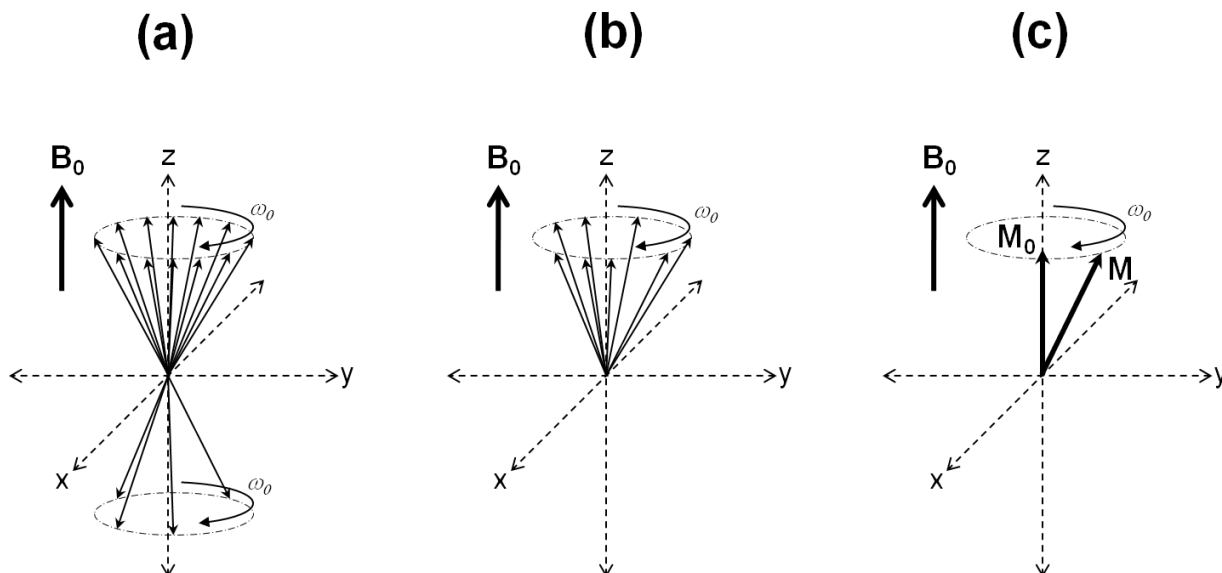 (a) (b) (c)
B₀ z B₀ z B₀ z
ω₀ ω₀ ω₀
M₀ M
y y y
x x x
ω₀